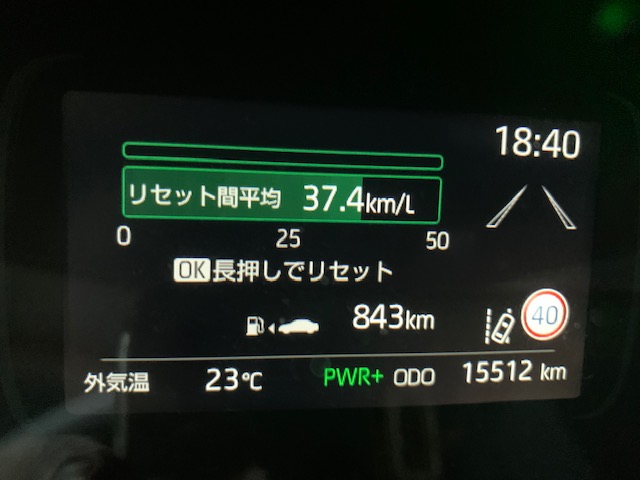 18:40
リセット間平均 37.4km/L
0 25 50
OK長押しでリセット
843km
40
外気温 23℃ PWR+ ODO 15512 km